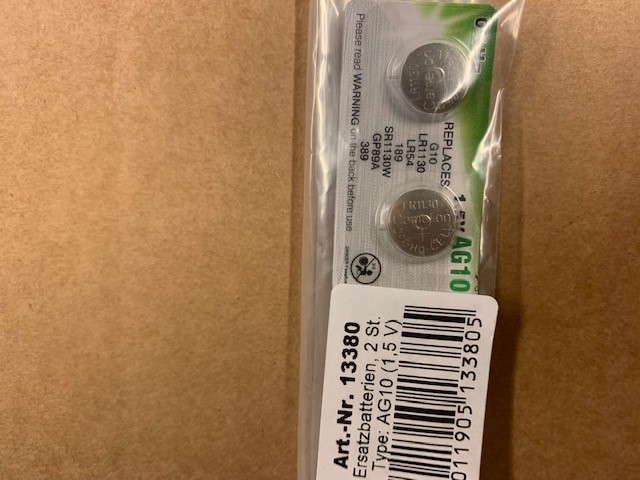 Please read WARNING on the back before use
REPLACES:
G10
LR1130
LR54
189
SR1130W
GP89A
389
AG10
LR1130
Camelion
Art.-Nr. 13380
Ersatzbatterien, 2 St.
Type: AG10 (1,5 V)
011905 133805